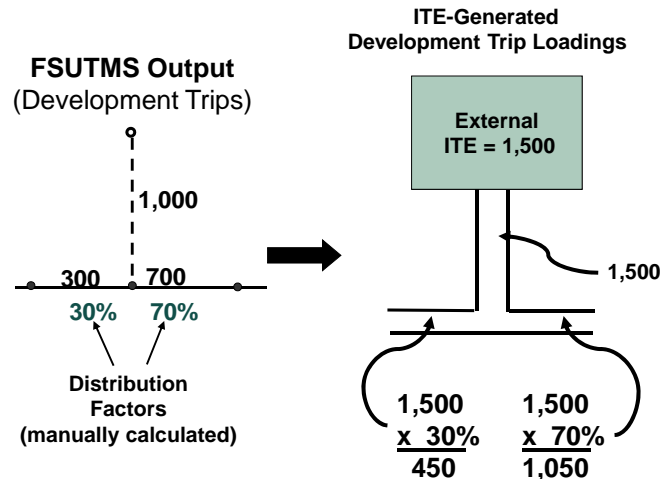 ITE-Generated
Development Trip Loadings
FSUTMS Output
(Development Trips)
1,000
300 700
30% 70%
Distribution
Factors
(manually calculated)
External
ITE = 1,500
1,500
1,500 1,500
x 30% x 70%
450 1,050